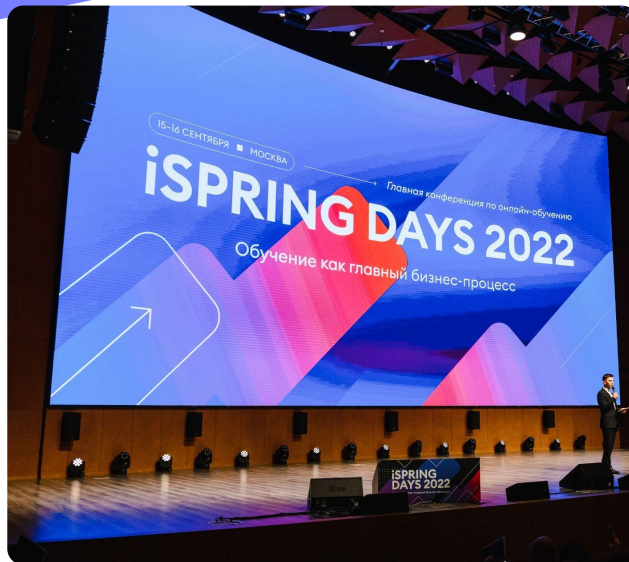 15–16 СЕНТЯБРЯ ■ МОСКВА
Главная конференция по онлайн-обучению
iSPRING DAYS 2022
Обучение как главный бизнес-процесс
iSPRING
DAYS 2022